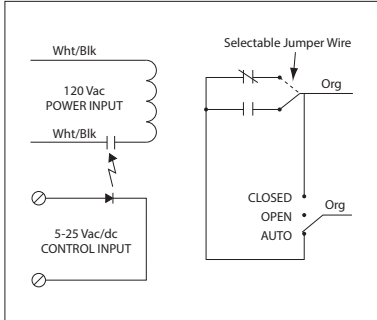 Wht/Blk
120 Vac
POWER INPUT
Wht/Blk
5-25 Vac/dc
CONTROL INPUT
Selectable Jumper Wire
Org
CLOSED
OPEN
AUTO
Org